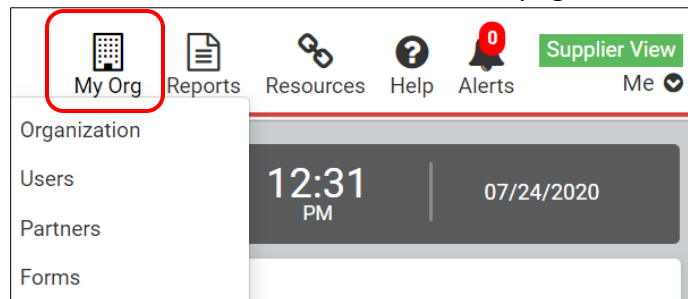 0
Supplier View
My Org Reports Resources Help Alerts Me
Organization
Users
Partners
Forms
12:31
PM
07/24/2020